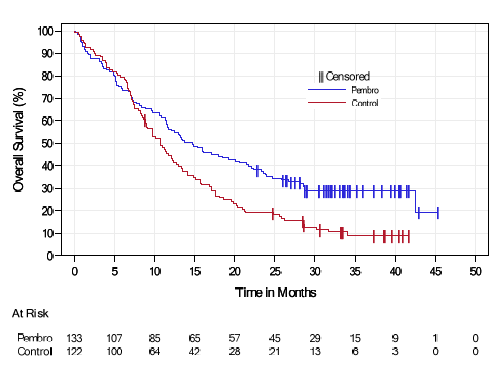 Overall Survival (%)
100
90
80
70
60
50
40
30
20
10
0
Censored
Pembro
Control
0 5 10 15 20 25 30 35 40 45 50
Time in Months
At Risk
Pembro 133 107 85 65 57 45 29 15 9 1 0
Control 122 100 64 42 28 21 13 6 3 0 0